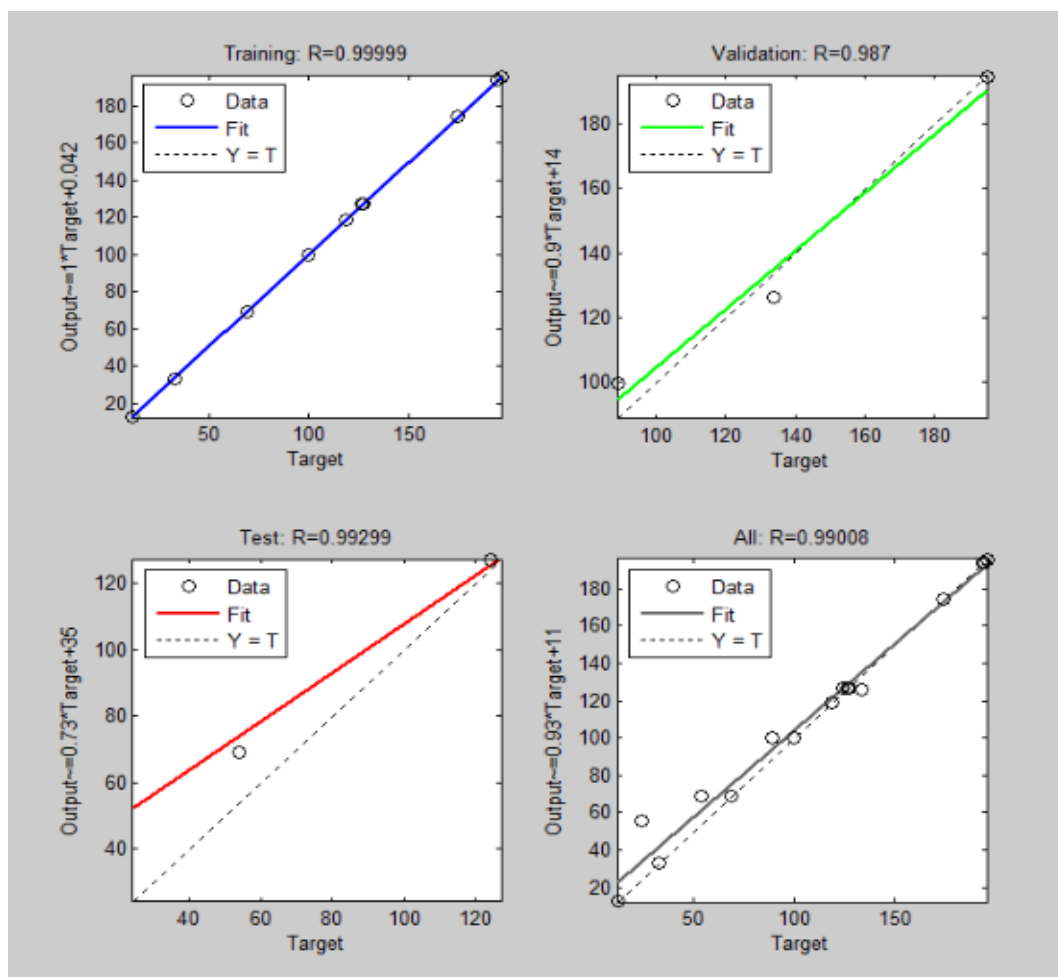 Training: R=0.99999
Output~=1*Target+0.042
Data
Fit
Y = T
180
160
140
120
100
80
60
40
20
50
100
150
Target
Validation: R=0.987
Output~=0.9*Target+14
Data
Fit
Y = T
180
160
140
120
100
100
120
140
160
180
Target
Test: R=0.99299
Output~=0.73*Target+35
Data
Fit
Y = T
120
100
80
60
40
40
60
80
100
120
Target
All: R=0.99008
Output~=0.93*Target+11
Data
Fit
Y = T
180
160
140
120
100
80
60
40
20
50
100
150
Target